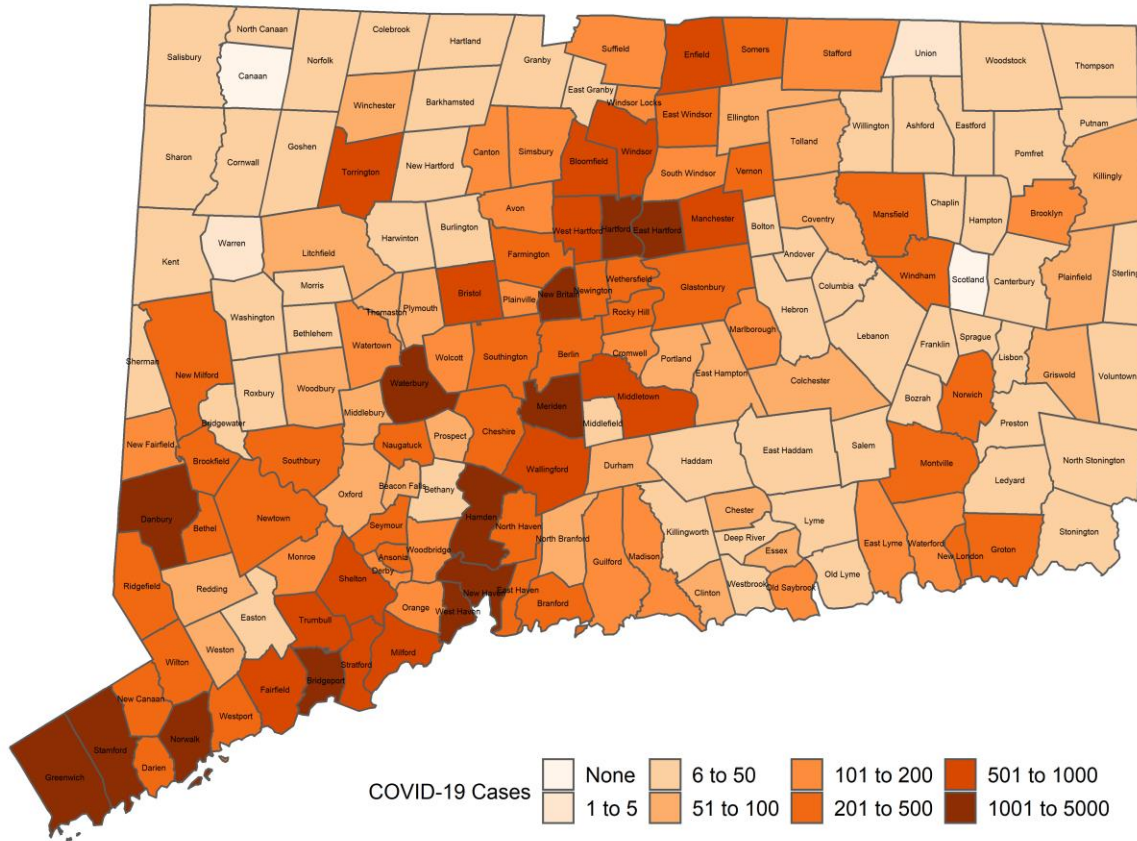 North Canaan
Colebrook
Hartland
Salisbury
Canaan
Norfolk
Granby
Suffield
Enfield
Somers
Stafford
Union
Woodstock
Thompson
East Granby
Windsor Locks
Winchester
Barkhamsted
East Windsor
Ellington
Willington
Ashford
Eastford
Putnam
Sharon
Cornwall
Goshen
Torrington
New Hartford
Canton
Simsbury
Bloomfield
Windsor
South Windsor
Vernon
Tolland
Pomfret
Killingly
Avon
West Hartford
Hartford
East Hartford
Manchester
Bolton
Coventry
Mansfield
Chaplin
Hampton
Brooklyn
Kent
Warren
Litchfield
Harwinton
Burlington
Farmington
Andover
Windham
Scotland
Canterbury
Plainfield
Sterling
Morris
Bristol
Plainville
New Britain
Newington
Wethersfield
Glastonbury
Columbia
Hebron
Washington
Bethlehem
Thomaston
Plymouth
Rocky Hill
Marlborough
Lebanon
Franklin
Sprague
Lisbon
Griswold
Voluntown
Sherman
New Milford
Watertown
Wolcott
Southington
Berlin
Cromwell
Portland
East Hampton
Colchester
Bozrah
Norwich
Preston
Roxbury
Woodbury
Waterbury
Meriden
Middletown
Middlefield
Bridgewater
Middlebury
New Fairfield
Brookfield
Southbury
Naugatuck
Prospect
Cheshire
Wallingford
Durham
Haddam
East Haddam
Salem
Montville
North Stonington
Ledyard
Danbury
Bethel
Newtown
Oxford
Beacon Falls
Bethany
Hamden
North Haven
North Branford
Guilford
Madison
Killingworth
Chester
Deep River
Essex
Lyme
East Lyme
Waterford
New London
Groton
Stonington
Seymour
Ansonia
Derby
Woodbridge
Ridgefield
Redding
Monroe
Shelton
Orange
West Haven
New Haven
East Haven
Branford
Clinton
Westbrook
Old Saybrook
Old Lyme
Easton
Trumbull
Weston
Wilton
Stratford
Milford
New Canaan
Westport
Fairfield
Bridgeport
Greenwich
Stamford
Darien
Norwalk
COVID-19 Cases
None
6 to 50
101 to 200
501 to 1000
1 to 5
51 to 100
201 to 500
1001 to 5000